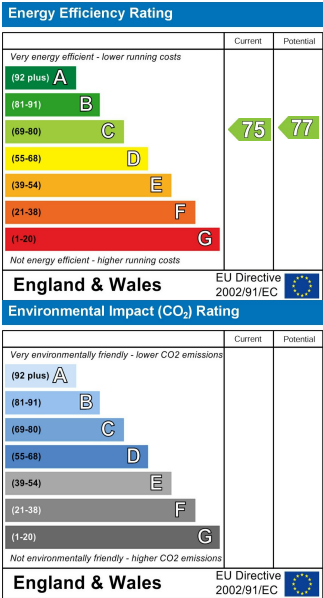 Energy Efficiency Rating
Current Potential
Very energy efficient - lower running costs
(92 plus) A
(81-91) B
(69-80) C
75 77
(55-68) D
(39-54) E
(21-38) F
(1-20) G
Not energy efficient - higher running costs
England & Wales
EU Directive
2002/91/EC
Environmental Impact (CO₂) Rating
Current Potential
Very environmentally friendly - lower CO2 emissions
(92 plus) A
(81-91) B
(69-80) C
(55-68) D
(39-54) E
(21-38) F
(1-20) G
Not environmentally friendly - higher CO2 emissions
England & Wales
EU Directive
2002/91/EC